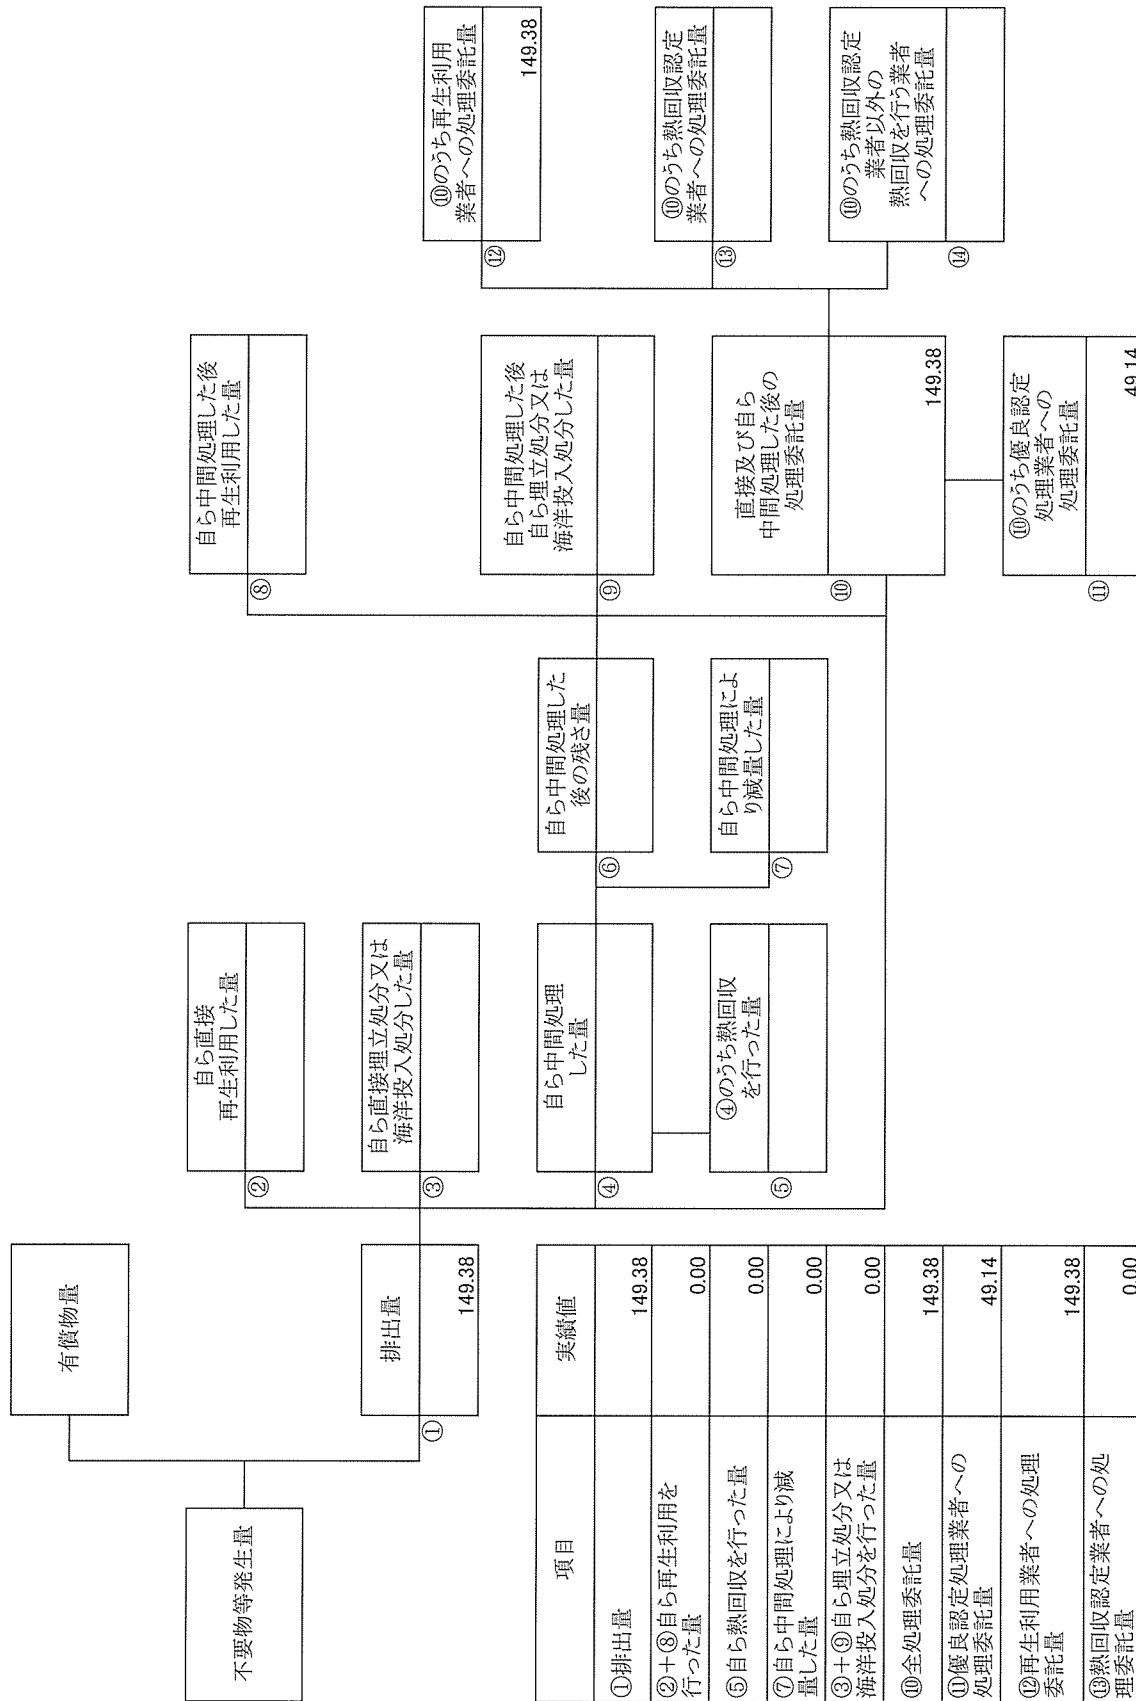 不要物等発生量
有償物量
①
排出量
149.38
②
自ら直接
再生利用した量
③
自ら直接埋立処分又は
海洋投入処分した量
④
自ら中間処理
した量
⑤
④のうち熱回収
を行った量
⑥
自ら中間処理した
後の残さ量
⑦
自ら中間処理によ
り減量した量
⑧
自ら中間処理した後
再生利用した量
⑨
自ら中間処理した後
自ら埋立処分又は
海洋投入処分した量
⑩
直接及び自ら
中間処理した後の
処理委託量
149.38
⑪
⑩のうち優良認定
処理業者への
処理委託量
49.14
⑫
⑩のうち再生利用
業者への処理委託量
149.38
⑬
⑩のうち熱回収認定
業者への処理委託量
⑭
⑩のうち熱回収認定
業者以外の
熱回収を行う業者
への処理委託量
項目 実績値
①排出量 149.38
②+⑧自ら再生利用を
行った量 0.00
⑤自ら熱回収を行った量 0.00
⑦自ら中間処理により減
量した量 0.00
③+⑨自ら埋立処分又は
海洋投入処分を行った量 0.00
⑩全処理委託量 149.38
⑪優良認定処理業者への
処理委託量 49.14
⑫再生利用業者への処理
委託量 149.38
⑬熱回収認定業者への処
理委託量 0.00